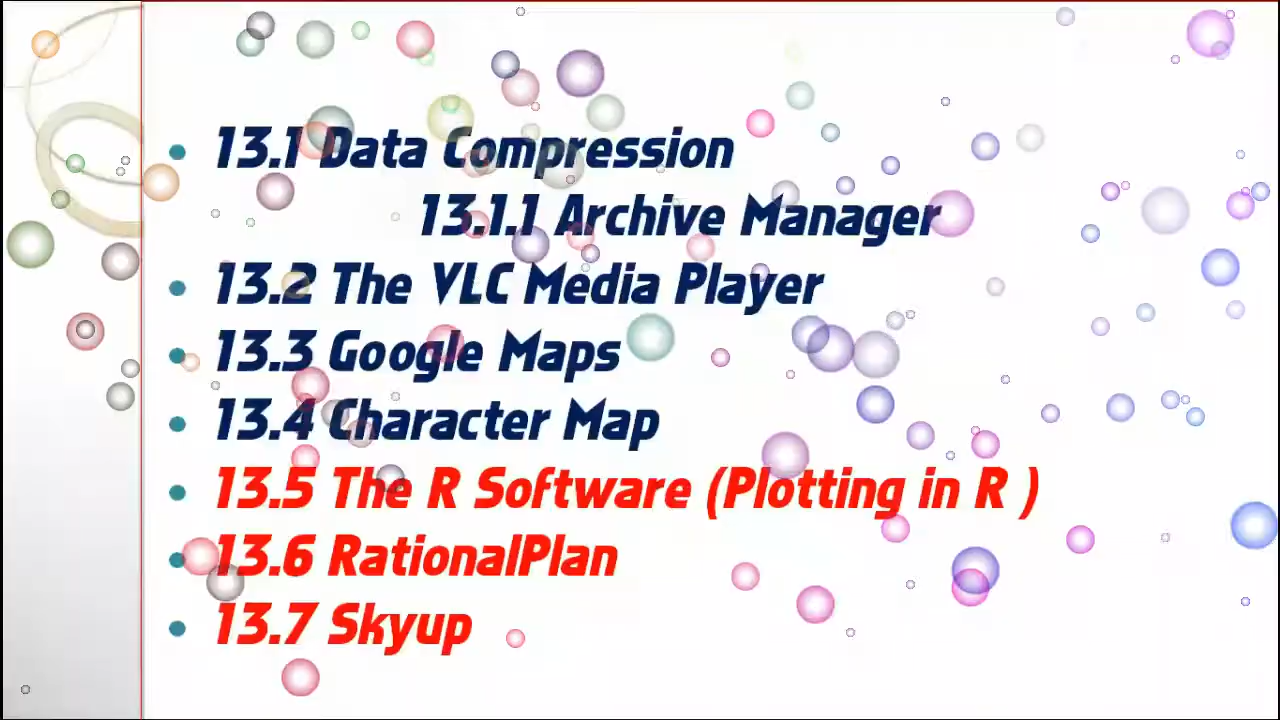 13.1 Data Compression
13.1.1 Archive Manager
13.2 The VLC Media Player
13.3 Google Maps
13.4 Character Map
13.5 The R Software (Plotting in R )
13.6 RationalPlan
13.7 Skyup